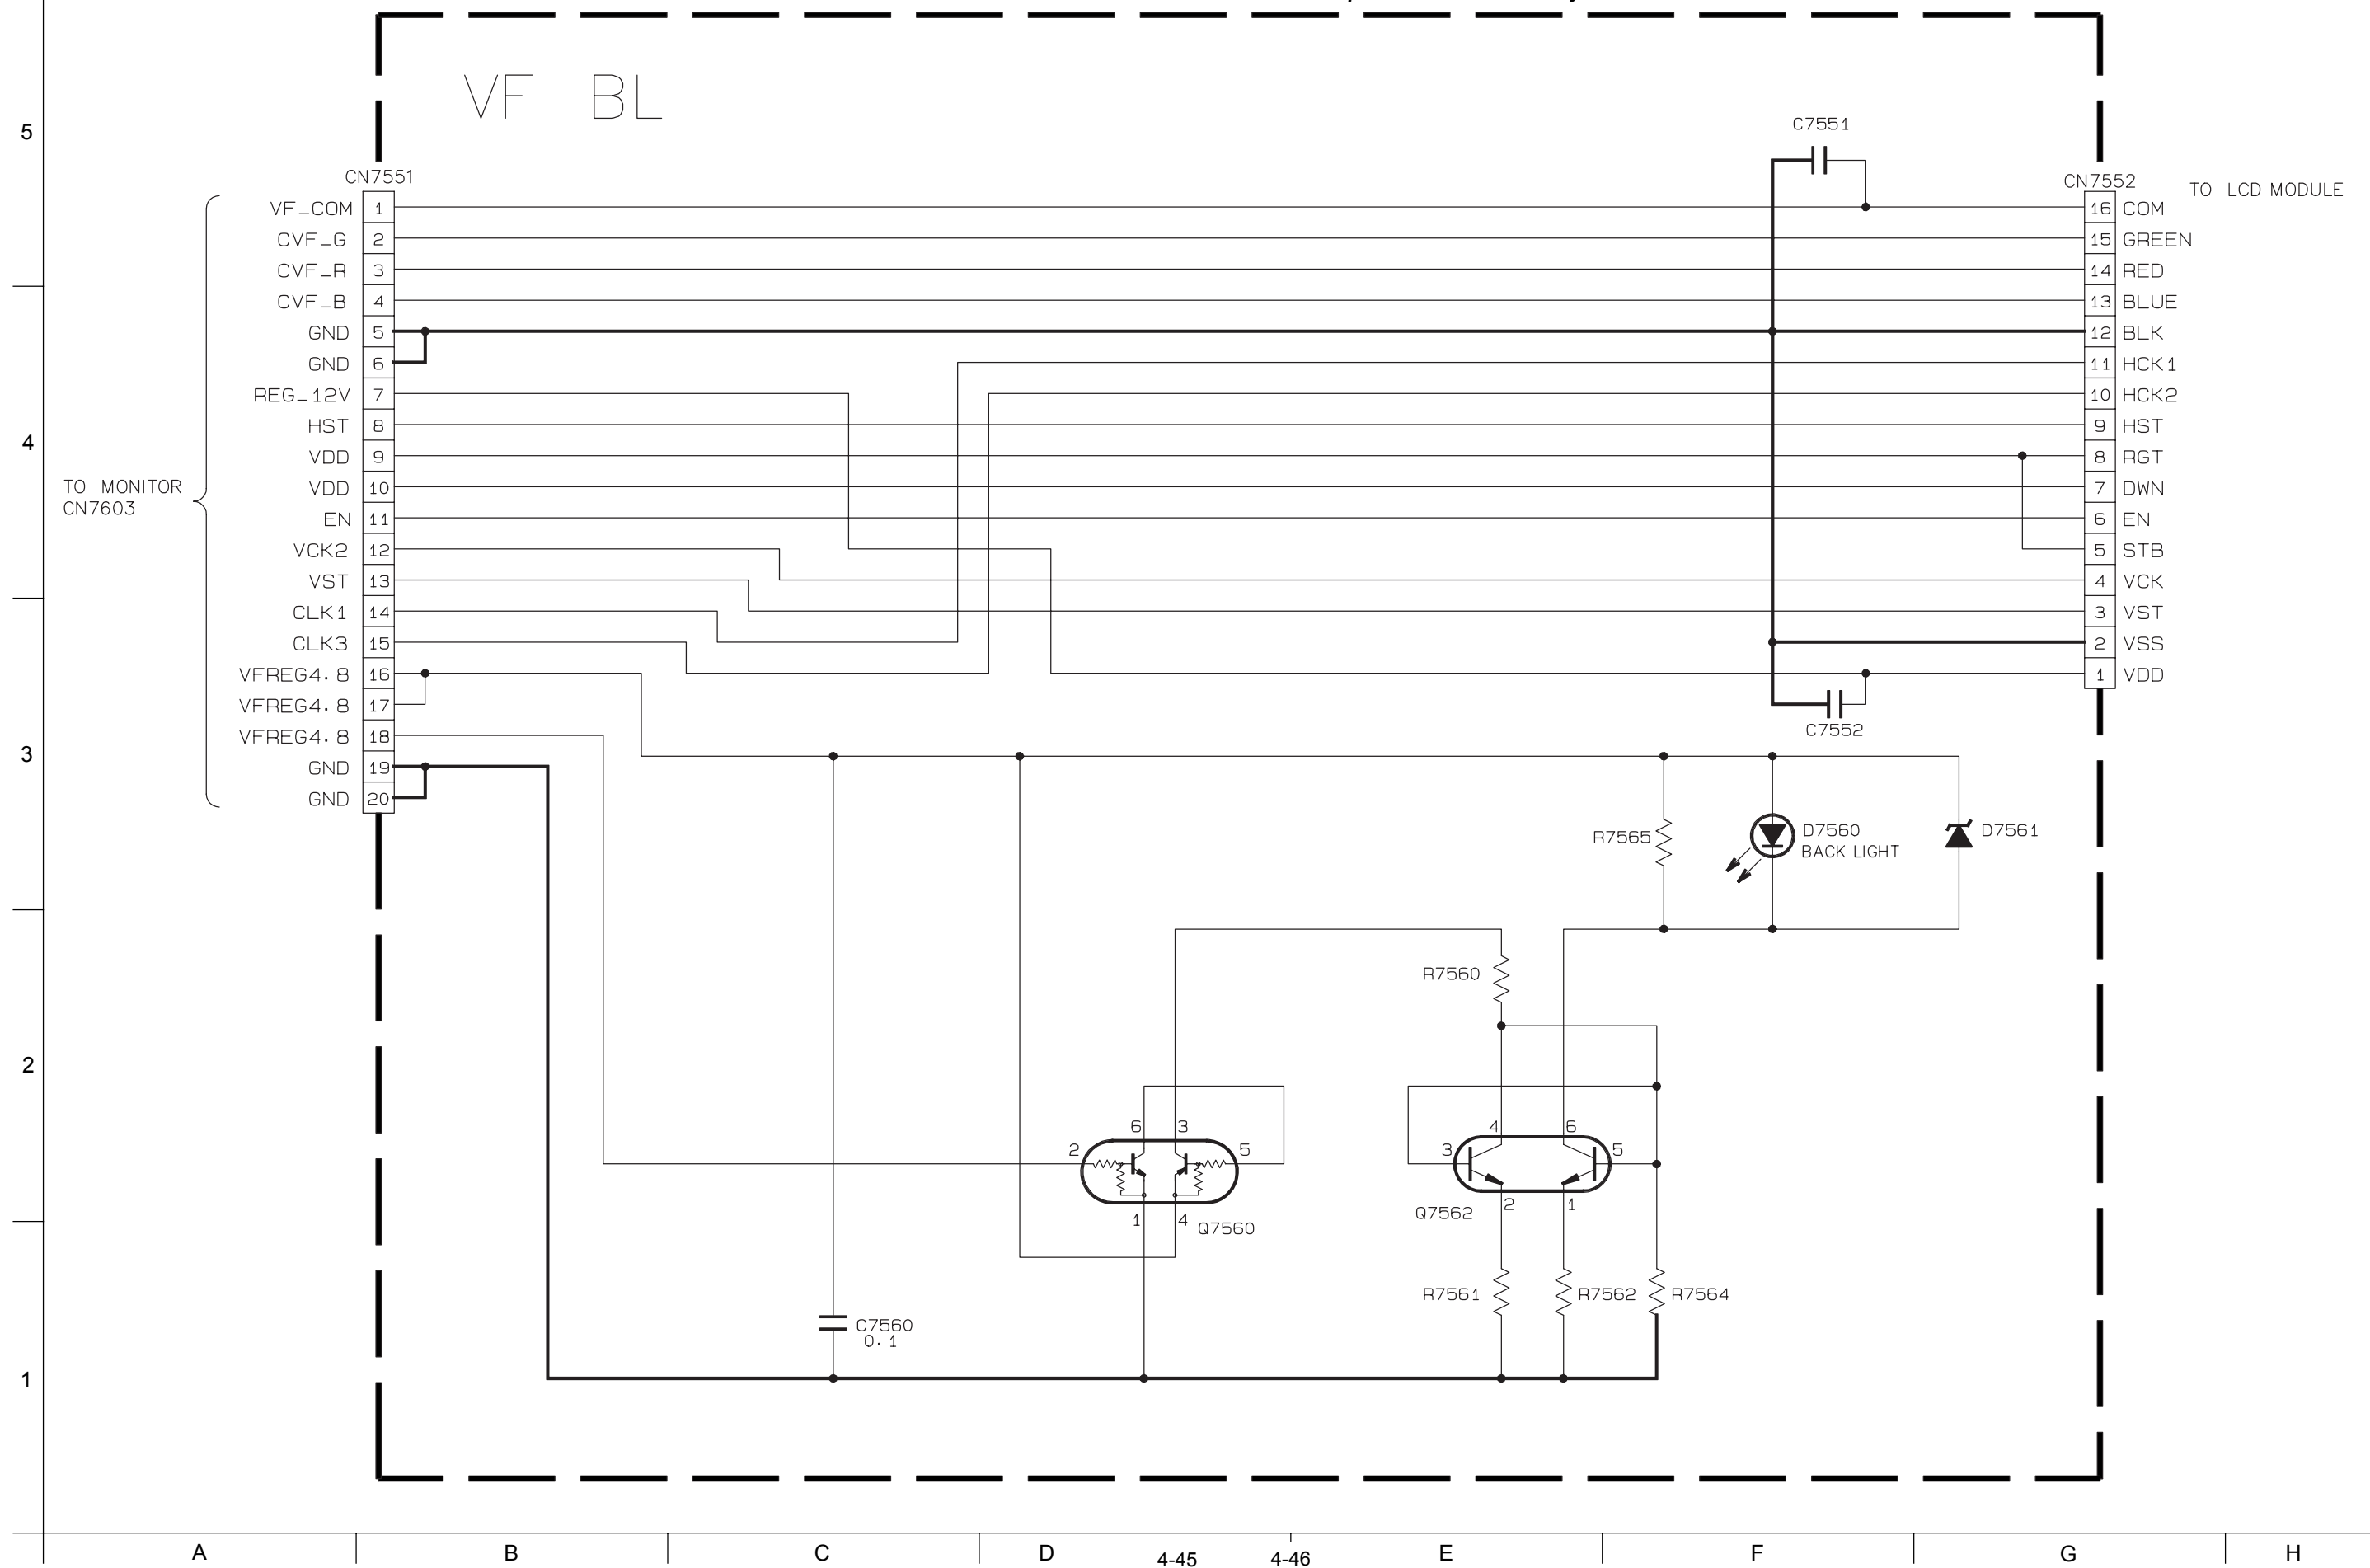 VF BL
5
C7551
CN7551
CN7552
TO LCD MODULE
VF_COM 1
CVF_G 2
CVF_R 3
CVF_B 4
GND 5
GND 6
REG_12V 7
HST 8
VDD 9
VDD 10
EN 11
VCK2 12
VST 13
CLK1 14
CLK3 15
VFREG4.8 16
VFREG4.8 17
VFREG4.8 18
GND 19
GND 20
16 COM
15 GREEN
14 RED
13 BLUE
12 BLK
11 HCK1
10 HCK2
9 HST
8 RGT
7 DWN
6 EN
5 STB
4 VCK
3 VST
2 VSS
1 VDD
4
TO MONITOR
CN7603
C7552
3
R7565
D7560
BACK LIGHT
D7561
R7560
2
6 3
2 5
1 4
Q7560
4 6
3 5
2 1
Q7562
R7561
R7562
R7564
C7560
0.1
1
A B C D E F G H
4-45 4-46